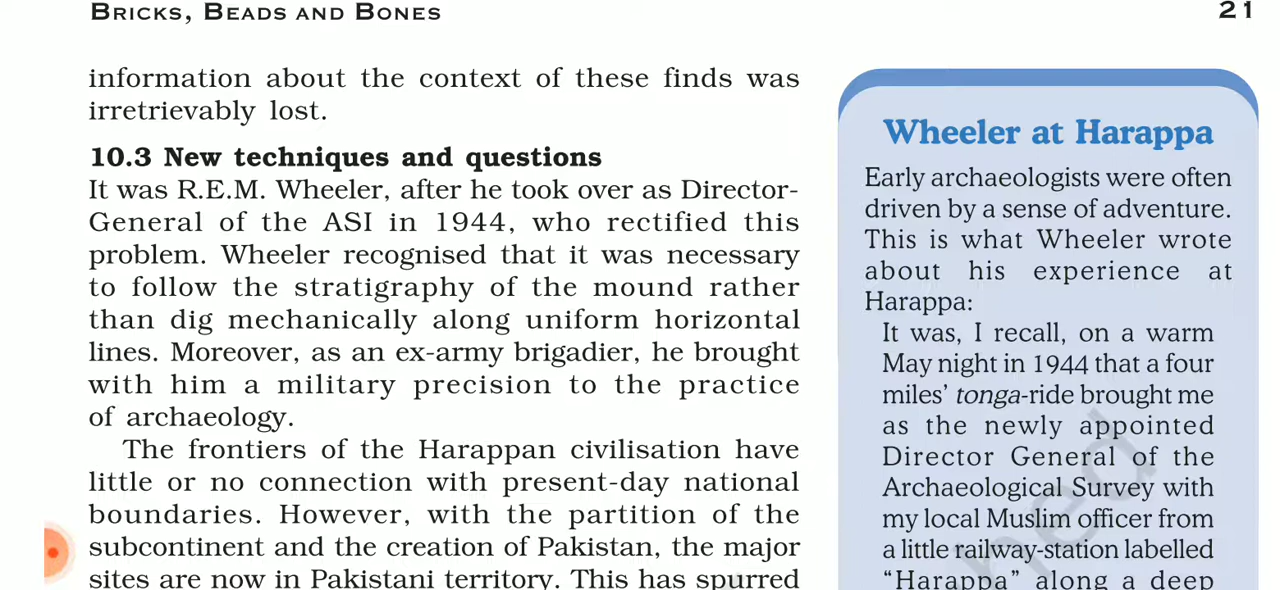 BRICKS, BEADS AND BONES
21
information about the context of these finds was
irretrievably lost.
10.3 New techniques and questions
It was R.E.M. Wheeler, after he took over as Director-
General of the ASI in 1944, who rectified this
problem. Wheeler recognised that it was necessary
to follow the stratigraphy of the mound rather
than dig mechanically along uniform horizontal
lines. Moreover, as an ex-army brigadier, he brought
with him a military precision to the practice
of archaeology.
The frontiers of the Harappan civilisation have
little or no connection with present-day national
boundaries. However, with the partition of the
subcontinent and the creation of Pakistan, the major
sites are now in Pakistani territory. This has spurred
Wheeler at Harappa
Early archaeologists were often
driven by a sense of adventure.
This is what Wheeler wrote
about his experience at
Harappa:
It was, I recall, on a warm
May night in 1944 that a four
miles' tonga-ride brought me
as the newly appointed
Director General of the
Archaeological Survey with
my local Muslim officer from
a little railway-station labelled
"Harappa" along a deep
hed